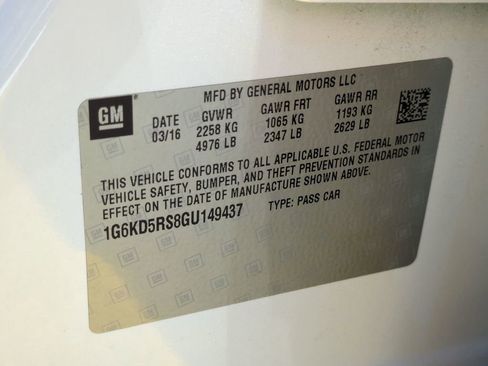 MFD BY GENERAL MOTORS LLC
GM
DATE GVWR GAWR FRT GAWR RR
03/16 2258 KG 1065 KG 1193 KG
4976 LB 2347 LB 2629 LB
THIS VEHICLE CONFORMS TO ALL APPLICABLE U.S. FEDERAL MOTOR
VEHICLE SAFETY, BUMPER, AND THEFT PREVENTION STANDARDS IN
EFFECT ON THE DATE OF MANUFACTURE SHOWN ABOVE.
1G6KD5RS8GU149437 TYPE: PASS CAR